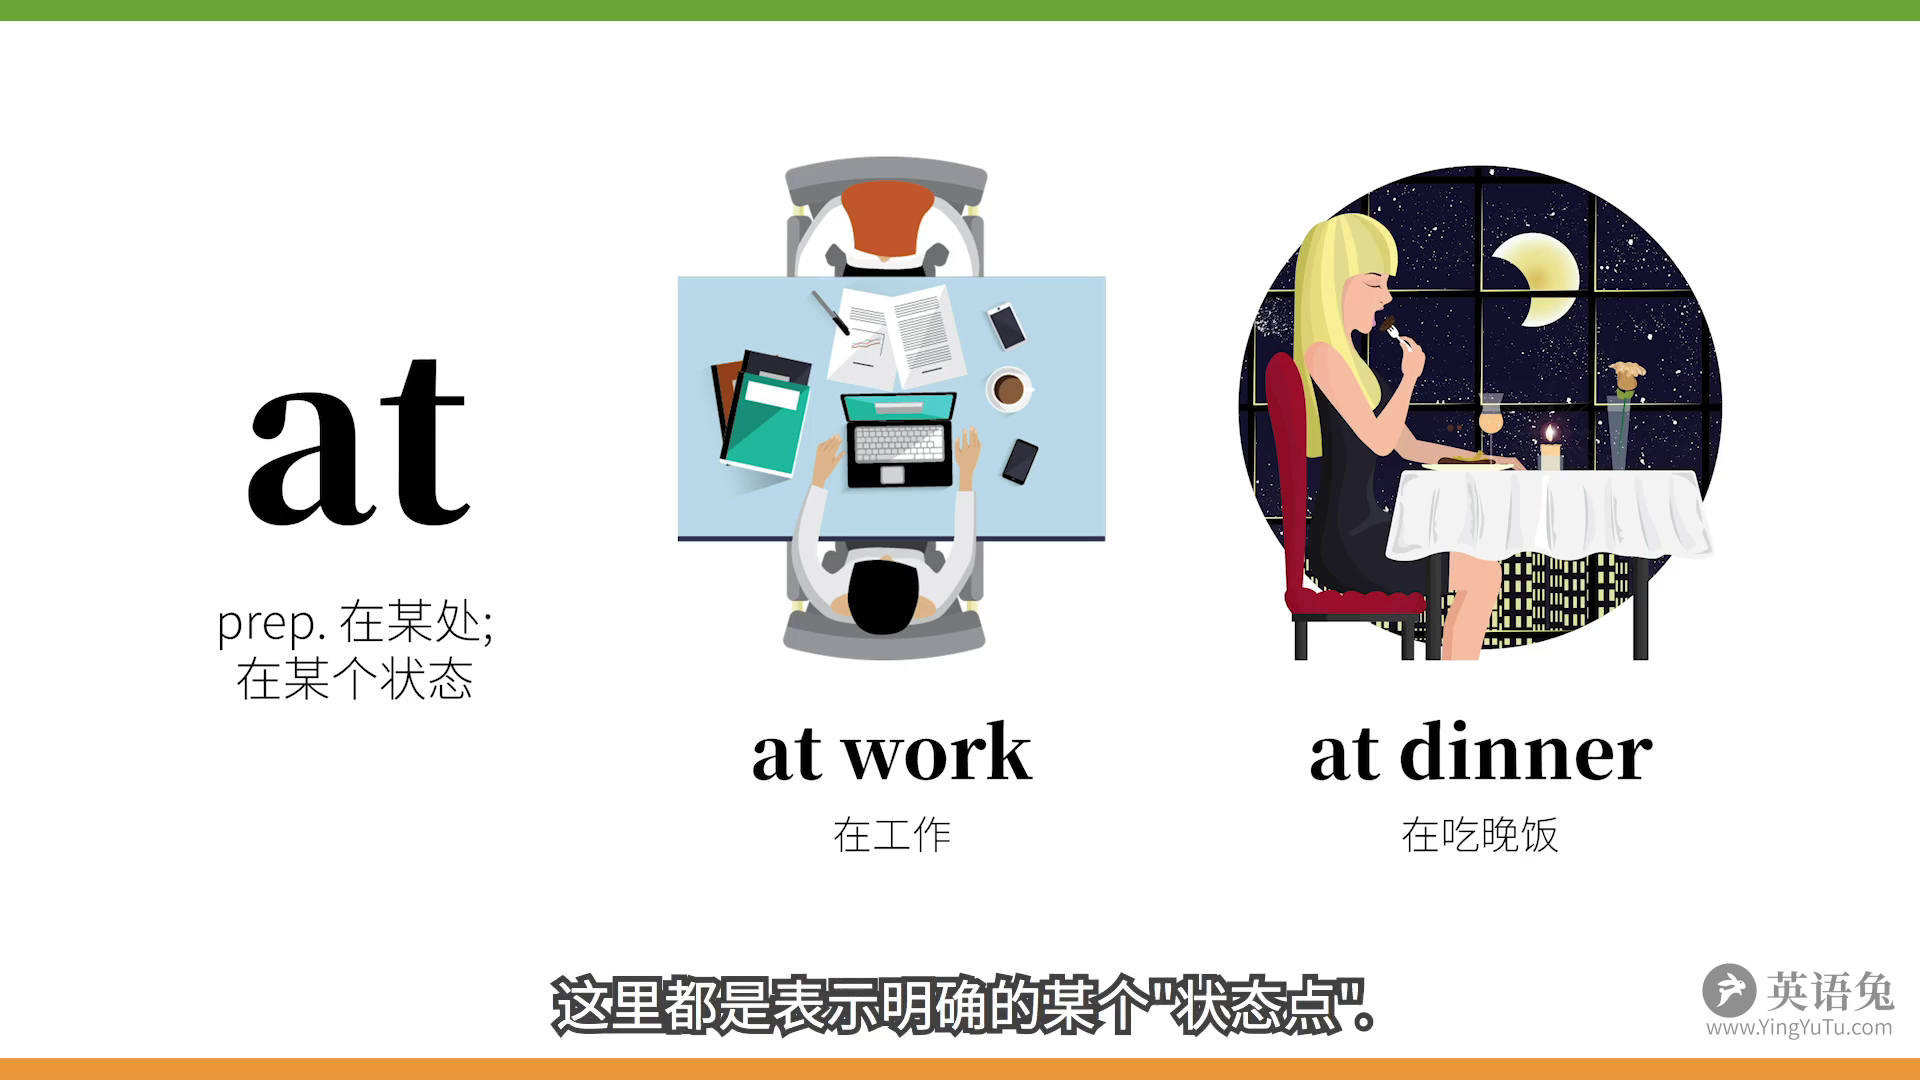 at
prep. 在某处;
在某个状态
at work
在工作
at dinner
在吃晚饭
这里都是表示明确的某个"状态点"。
英语兔
www.YingYuTu.com